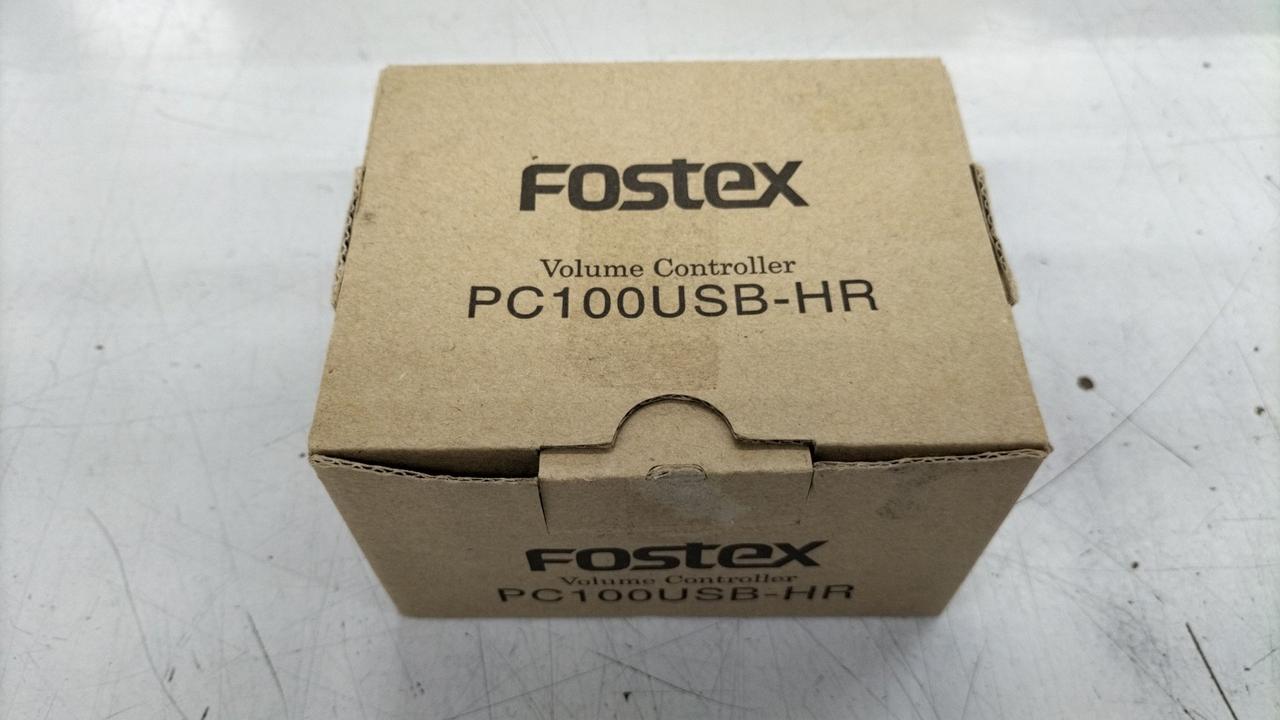 FOSTEX
Volume Controller
PC100USB-HR
FOSTEX
Volume Controller
PC100USB-HR